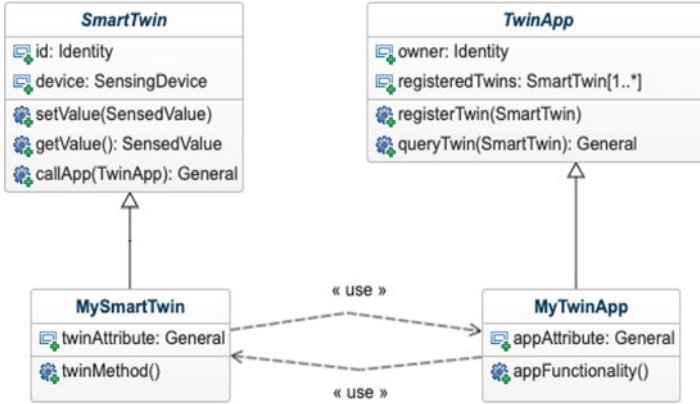 SmartTwin
id: Identity
device: SensingDevice
setValue(SensedValue)
getValue(): SensedValue
callApp(TwinApp): General
TwinApp
owner: Identity
registeredTwins: SmartTwin[1..*]
registerTwin(SmartTwin)
queryTwin(SmartTwin): General
MySmartTwin
twinAttribute: General
twinMethod()
« use »
« use »
MyTwinApp
appAttribute: General
appFunctionality()